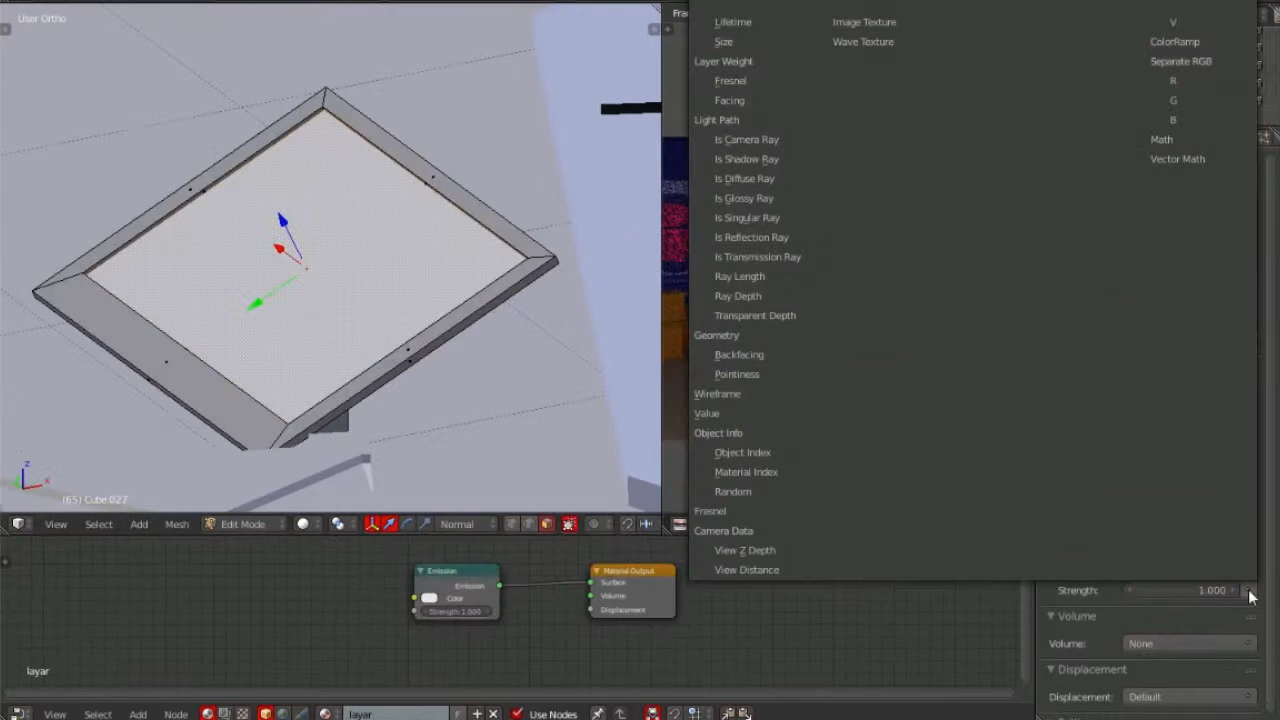 User Ortho
Fra
Lifetime
Image Texture
V
Size
Wave Texture
ColorRamp
Layer Weight
Separate RGB
Fresnel
R
Facing
G
Light Path
B
Is Camera Ray
Math
Is Shadow Ray
Vector Math
Is Diffuse Ray
Is Glossy Ray
Is Singular Ray
Is Reflection Ray
Is Transmission Ray
Ray Length
Ray Depth
Transparent Depth
Geometry
Backfacing
Pointiness
Wireframe
Value
Object Info
Object Index
Material Index
Random
Fresnel
Camera Data
View Z Depth
View Distance
z
x
(65) Cube.027
View Select Add Mesh Edit Mode Normal
Emission
Emission
Color
Strength 1.000
Material Output
Surface
Volume
Displacement
Strength: 1.000
Volume
Volume: None
Displacement
Displacement: Default
layar
View Select Add Node layar F Use Nodes